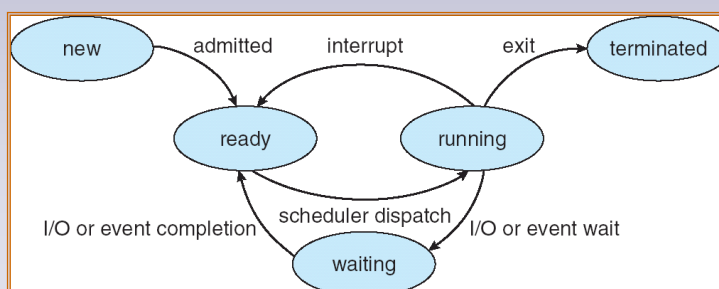 new
admitted
interrupt
exit
terminated
ready
running
I/O or event completion
scheduler dispatch
I/O or event wait
waiting